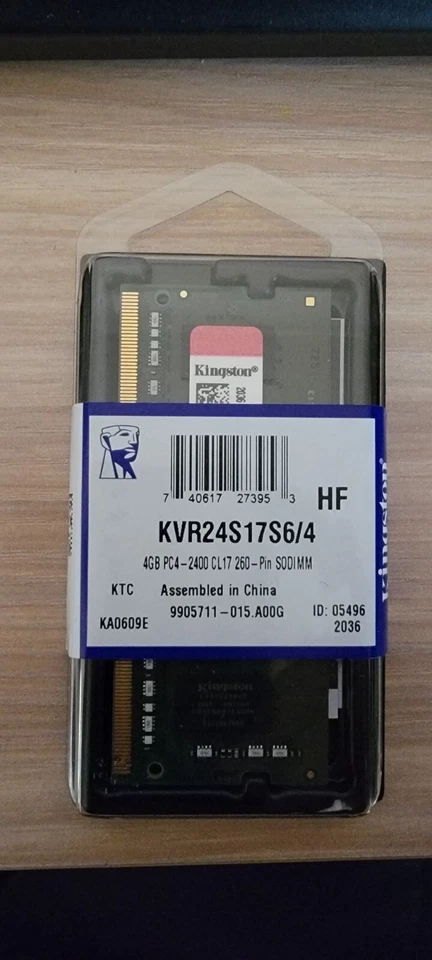 Kingston®
2036
7 40617 27395 3
HF
KVR24S17S6/4
4GB PC4-2400 CL17 260-Pin SODIMM
KTC Assembled in China
9905711-015.A00G ID: 05496
KA0609E 2036
Kingston